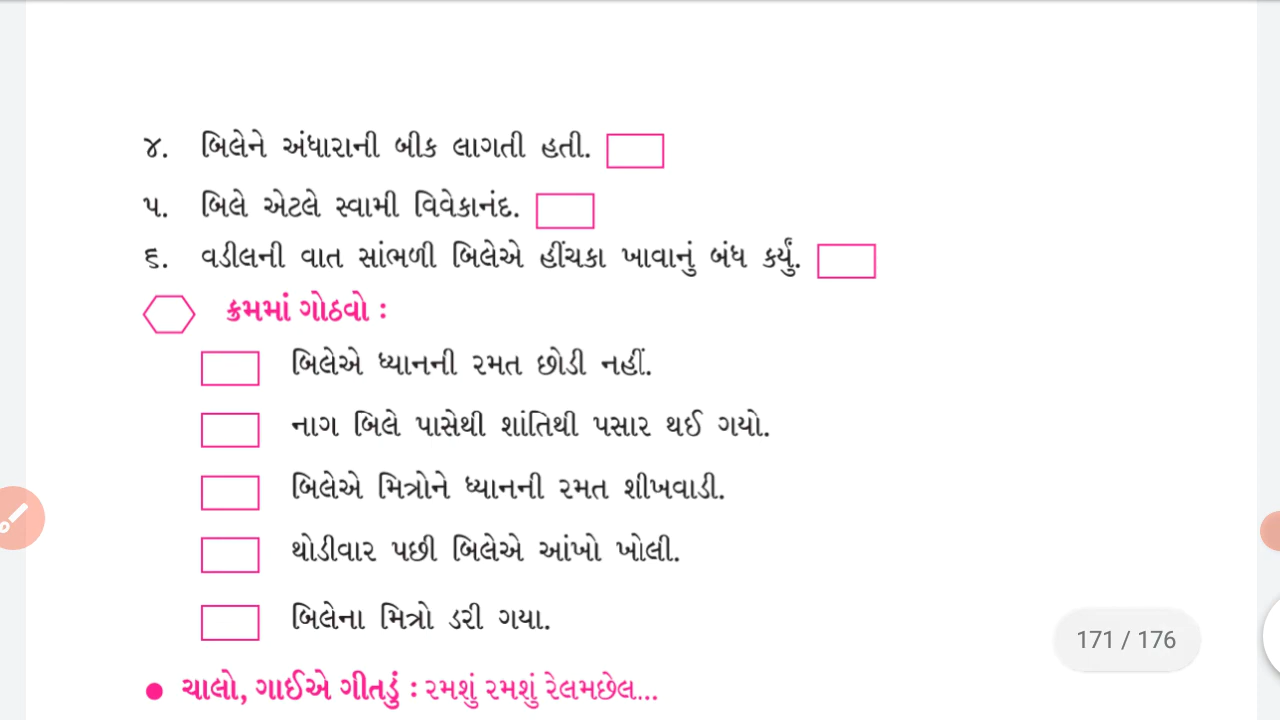 ૪. બિલેને અંધારાની બીક લાગતી હતી.
૫. બિલે એટલે સ્વામી વિવેકાનંદ.
૬. વડીલની વાત સાંભળી બિલેએ હીંચકા ખાવાનું બંધ કર્યું.
ક્રમમાં ગોઠવો :
બિલેએ ધ્યાનની રમત છોડી નહીં.
નાગ બિલે પાસેથી શાંતિથી પસાર થઈ ગયો.
બિલેએ મિત્રોને ધ્યાનની રમત શીખવાડી.
થોડીવાર પછી બિલેએ આંખો ખોલી.
બિલેના મિત્રો ડરી ગયા.
171 / 176
• ચાલો, ગાઈએ ગીતડું : રમશું રમશું રેલમછેલ...